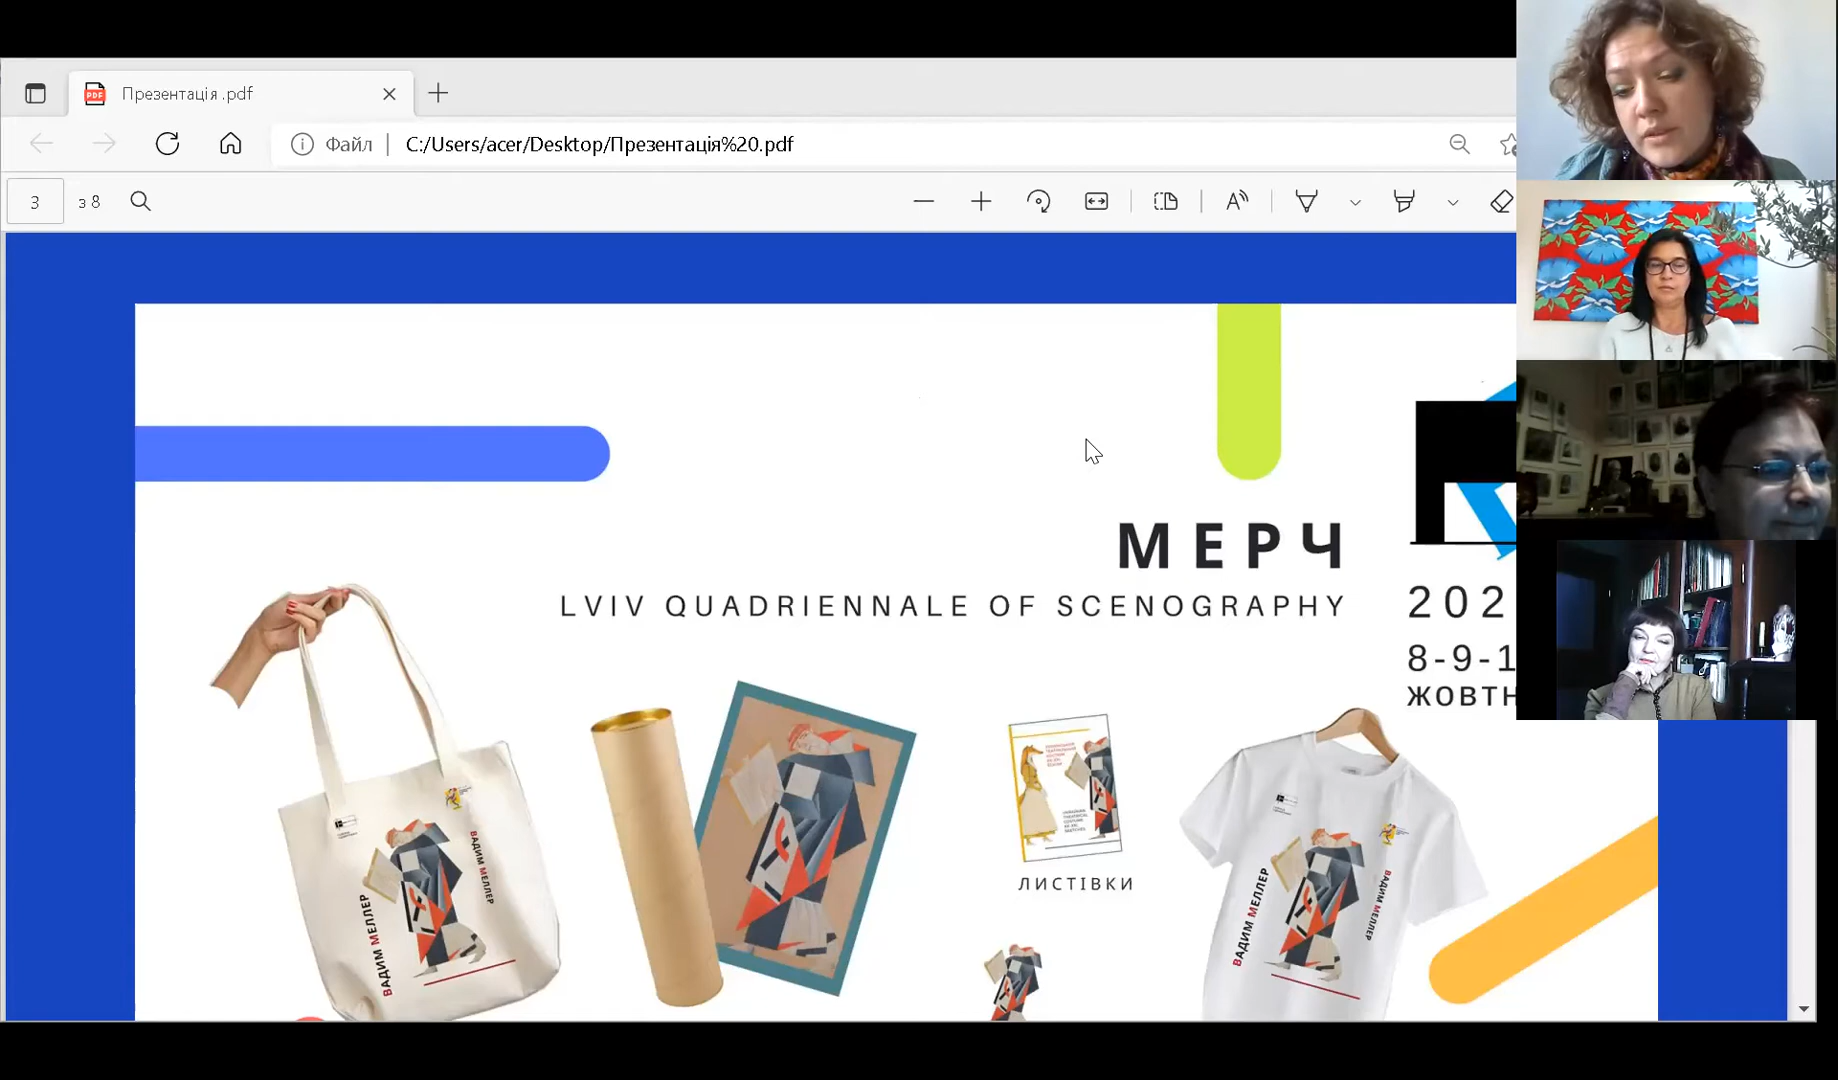 Презентація .pdf
Файл
C:/Users/acer/Desktop/Презентація%20.pdf
3
з 8
МЕРЧ
LVIV QUADRIENNALE OF SCENOGRAPHY
202
8-9-1
ЖОВТН
ВАДИМ МЕЛЛЕР
ВАДИМ МЕЛЛЕР
ЛИСТІВКИ
ВАДИМ МЕЛЛЕР
ВАДИМ МЕЛЛЕР